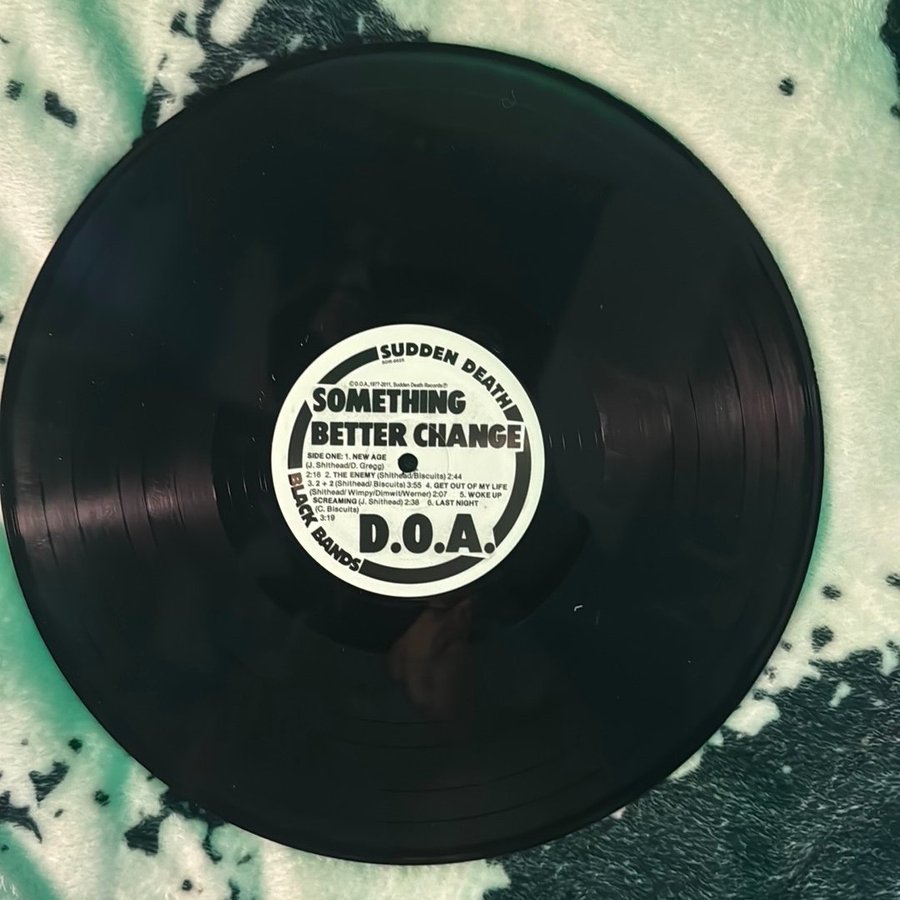 SUDDEN DEATH
SDR-0025
©D.O.A., 1977-2011, Sudden Death Records Ⓟ
SOMETHING
BETTER CHANGE
SIDE ONE: 1. NEW AGE
(J. Shithead/D. Gregg)
2:16 2. THE ENEMY (Shithead/Biscuits) 2:44
3. 2 + 2 (Shithead/.Biscuits) 3:55 4. GET OUT OF MY LIFE
(Shithead/ Wimpy/Dimwit/Werner) 2:07 5. WOKE UP
SCREAMING (J. Shithead) 2:38 6. LAST NIGHT
(C. Biscuits)
3:19
D.O.A.
BLACK BANDS